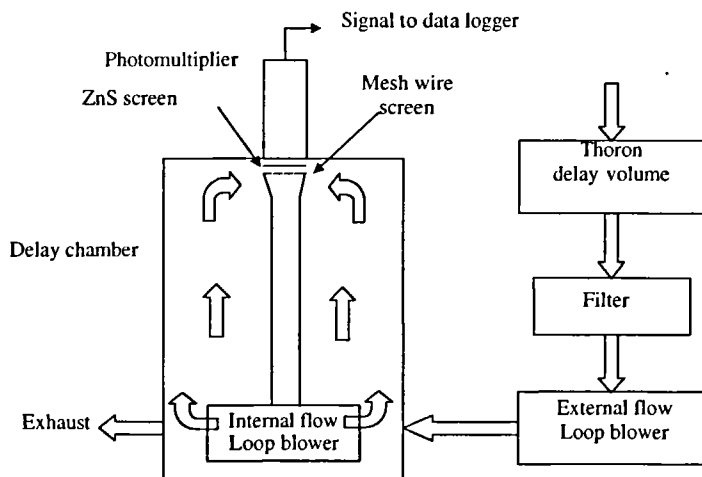 Signal to data logger
Photomultiplier
ZnS screen
Mesh wire
screen
Thoron
delay volume
Delay chamber
Filter
Exhaust
Internal flow
Loop blower
External flow
Loop blower